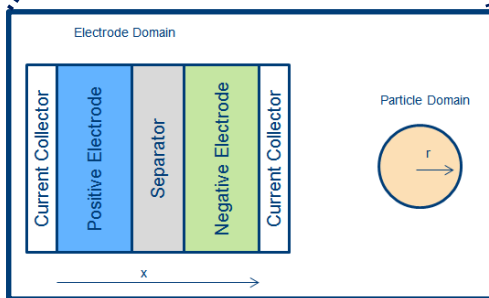 Electrode Domain
Current Collector
Positive Electrode
Separator
Negative Electrode
Current Collector
Particle Domain
r
x